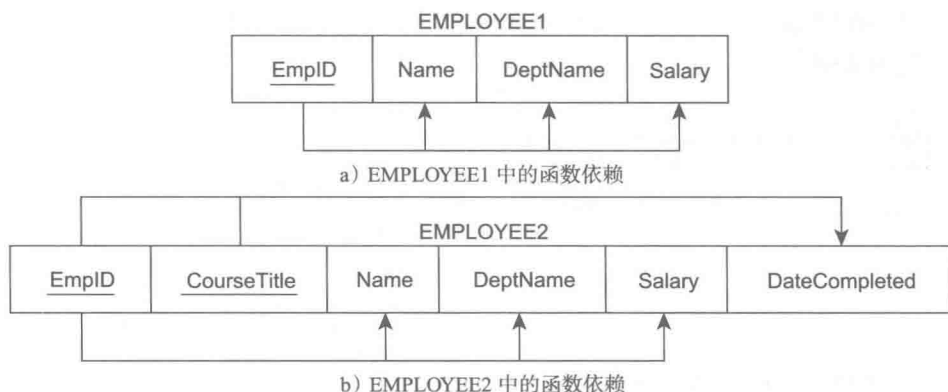 EMPLOYEE1
EmpID Name DeptName Salary
a) EMPLOYEE1 中的函数依赖
EMPLOYEE2
EmpID CourseTitle Name DeptName Salary DateCompleted
b) EMPLOYEE2 中的函数依赖